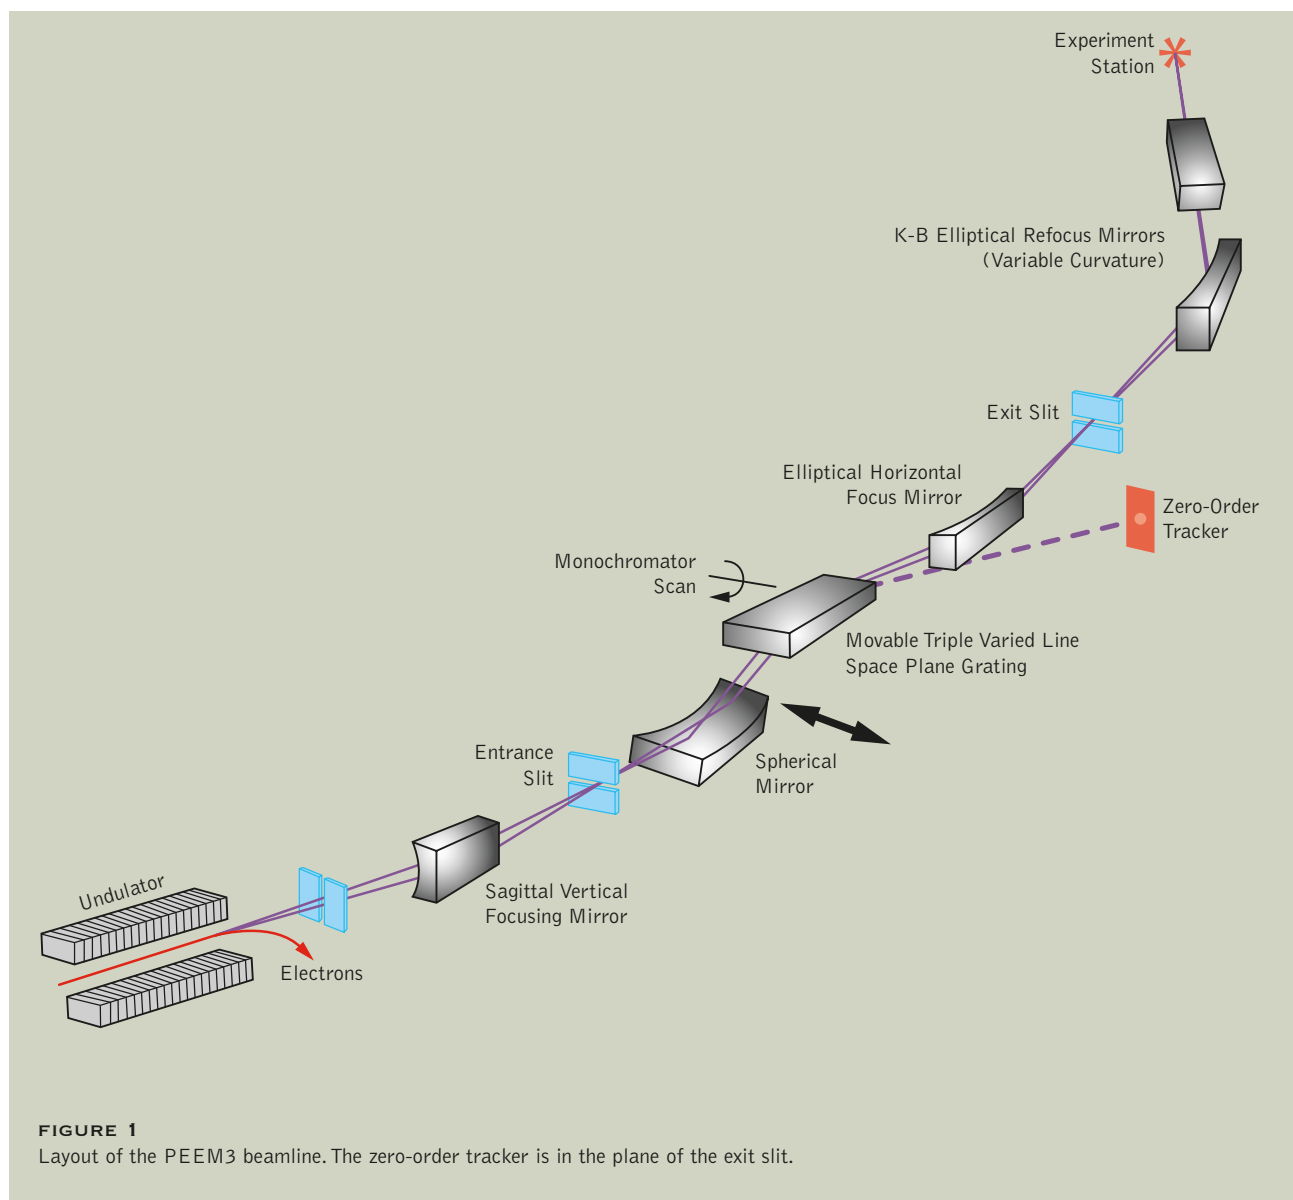 Experiment
Station
K-B Elliptical Refocus Mirrors
(Variable Curvature)
Exit Slit
Elliptical Horizontal
Focus Mirror
Zero-Order
Tracker
Monochromator
Scan
Movable Triple Varied Line
Space Plane Grating
Entrance
Slit
Spherical
Mirror
Undulator
Sagittal Vertical
Focusing Mirror
Electrons
FIGURE 1
Layout of the PEEM3 beamline. The zero-order tracker is in the plane of the exit slit.